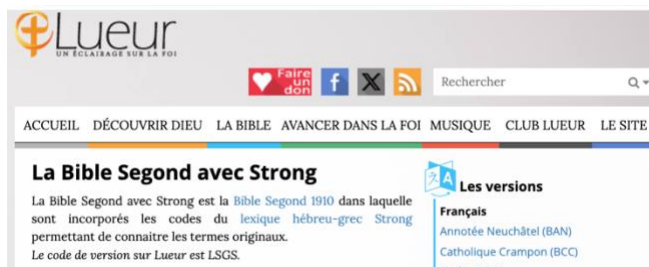 Lueur
UN ÉCLAIRAGE SUR LA FOI
Faire
un
don
Rechercher
ACCUEIL DÉCOUVRIR DIEU LA BIBLE AVANCER DANS LA FOI MUSIQUE CLUB LUEUR LE SITE
La Bible Segond avec Strong
La Bible Segond avec Strong est la Bible Segond 1910 dans laquelle
sont incorporés les codes du lexique hébreu-grec Strong
permettant de connaitre les termes originaux.
Le code de version sur Lueur est LSGS.
Les versions
Français
Annotée Neuchâtel (BAN)
Catholique Crampon (BCC)